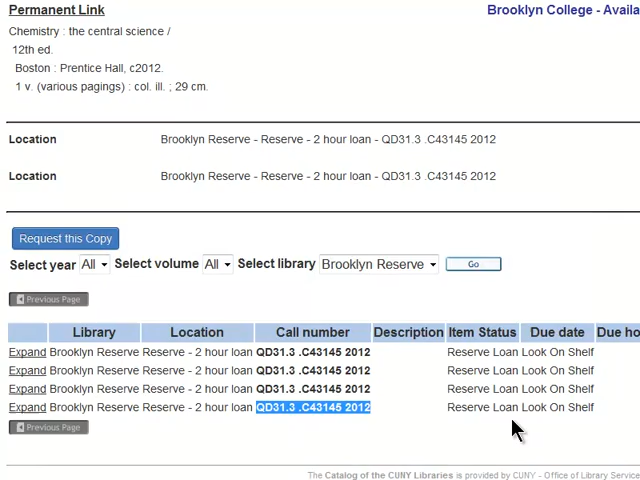 Permanent Link
Brooklyn College - Availa
Chemistry : the central science /
12th ed.
Boston : Prentice Hall, c2012.
1 v. (various pagings) : col. ill. ; 29 cm.
Location Brooklyn Reserve - Reserve - 2 hour loan - QD31.3 .C43145 2012
Location Brooklyn Reserve - Reserve - 2 hour loan - QD31.3 .C43145 2012
Request this Copy
Select year All Select volume All Select library Brooklyn Reserve Go
Previous Page
Library Location Call number Description Item Status Due date Due ho
Expand Brooklyn Reserve Reserve - 2 hour loan QD31.3 .C43145 2012 Reserve Loan Look On Shelf
Expand Brooklyn Reserve Reserve - 2 hour loan QD31.3 .C43145 2012 Reserve Loan Look On Shelf
Expand Brooklyn Reserve Reserve - 2 hour loan QD31.3 .C43145 2012 Reserve Loan Look On Shelf
Expand Brooklyn Reserve Reserve - 2 hour loan QD31.3 .C43145 2012 Reserve Loan Look On Shelf
Previous Page
The Catalog of the CUNY Libraries is provided by CUNY - Office of Library Service